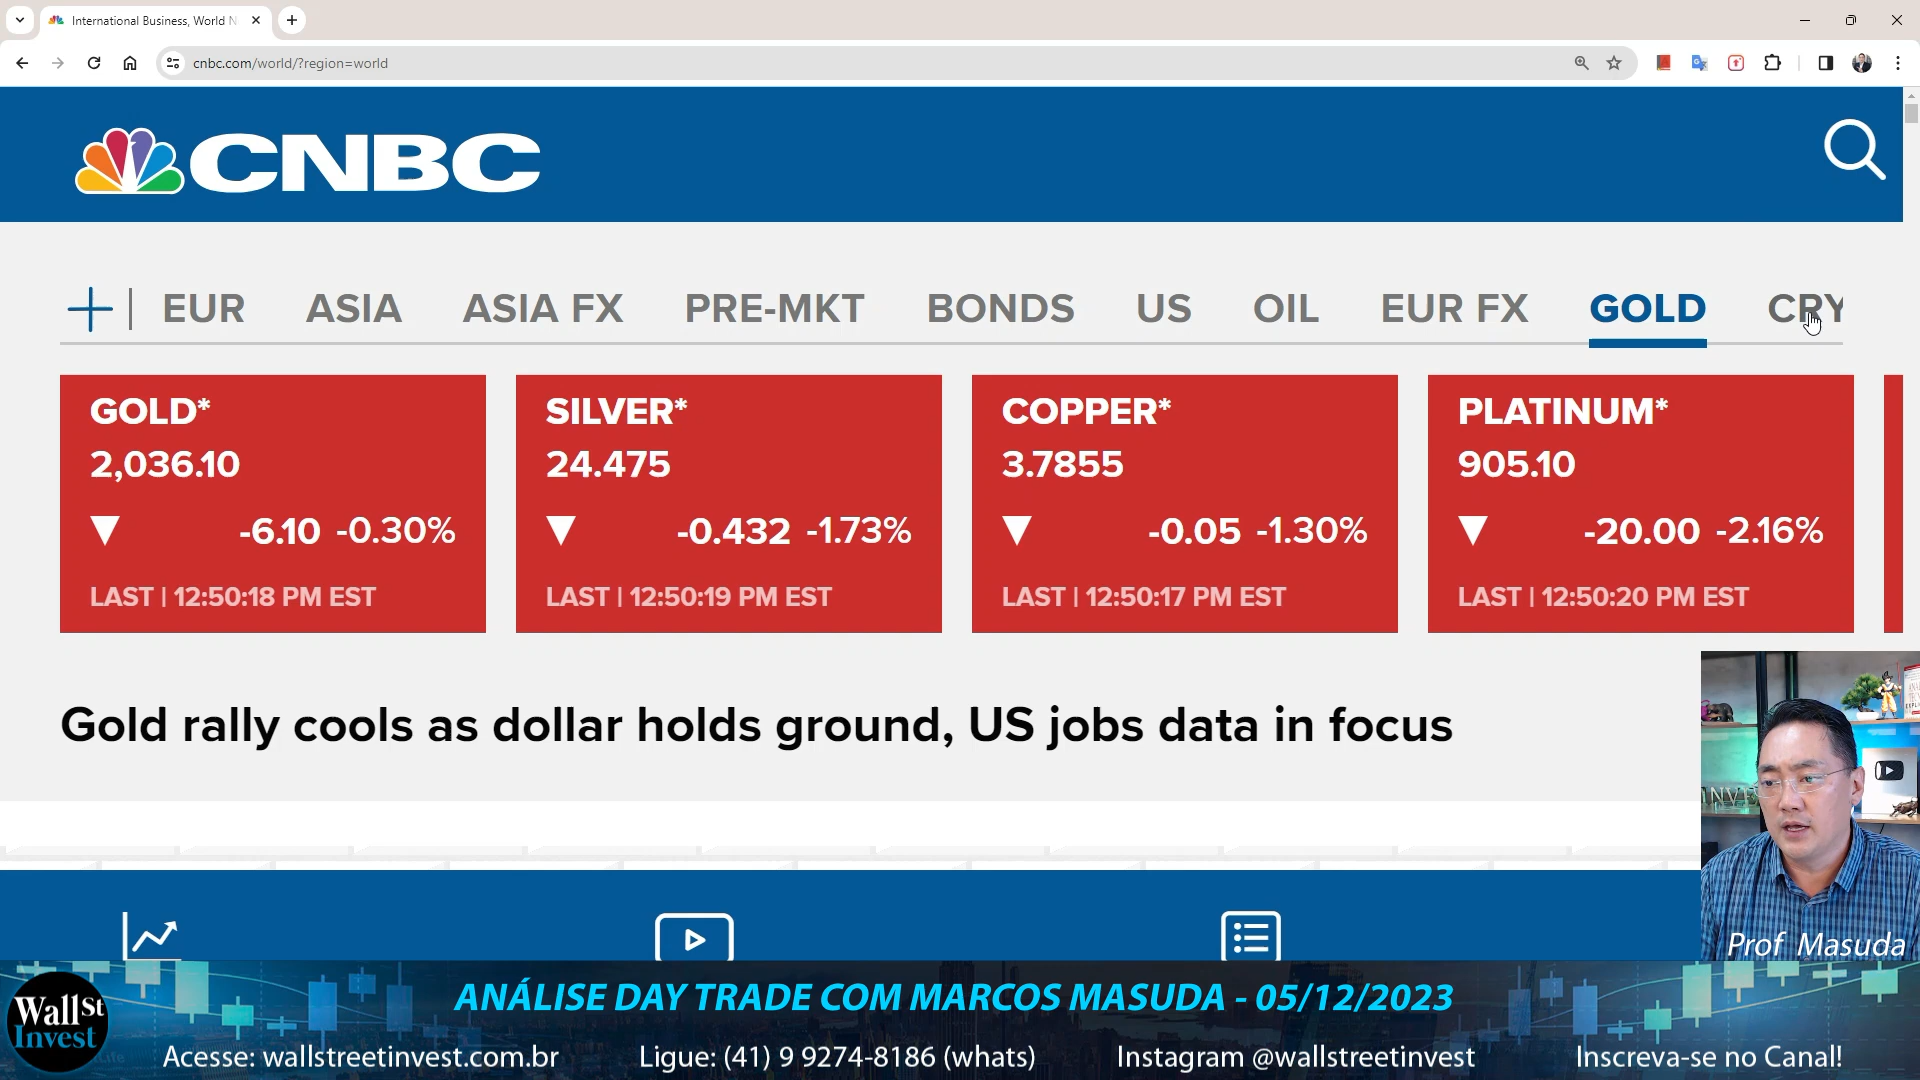 International Business, World N
cnbc.com/world/?region=world
CNBC
EUR ASIA ASIA FX PRE-MKT BONDS US OIL EUR FX GOLD CRY
GOLD*
2,036.10
-6.10 -0.30%
LAST | 12:50:18 PM EST
SILVER*
24.475
-0.432 -1.73%
LAST | 12:50:19 PM EST
COPPER*
3.7855
-0.05 -1.30%
LAST | 12:50:17 PM EST
PLATINUM*
905.10
-20.00 -2.16%
LAST | 12:50:20 PM EST
Gold rally cools as dollar holds ground, US jobs data in focus
Prof Masuda
Wall st
Invest
ANÁLISE DAY TRADE COM MARCOS MASUDA - 05/12/2023
Acesse: wallstreetinvest.com.br Ligue: (41) 9 9274-8186 (whats) Instagram @wallstreetinvest Inscreva-se no Canal!